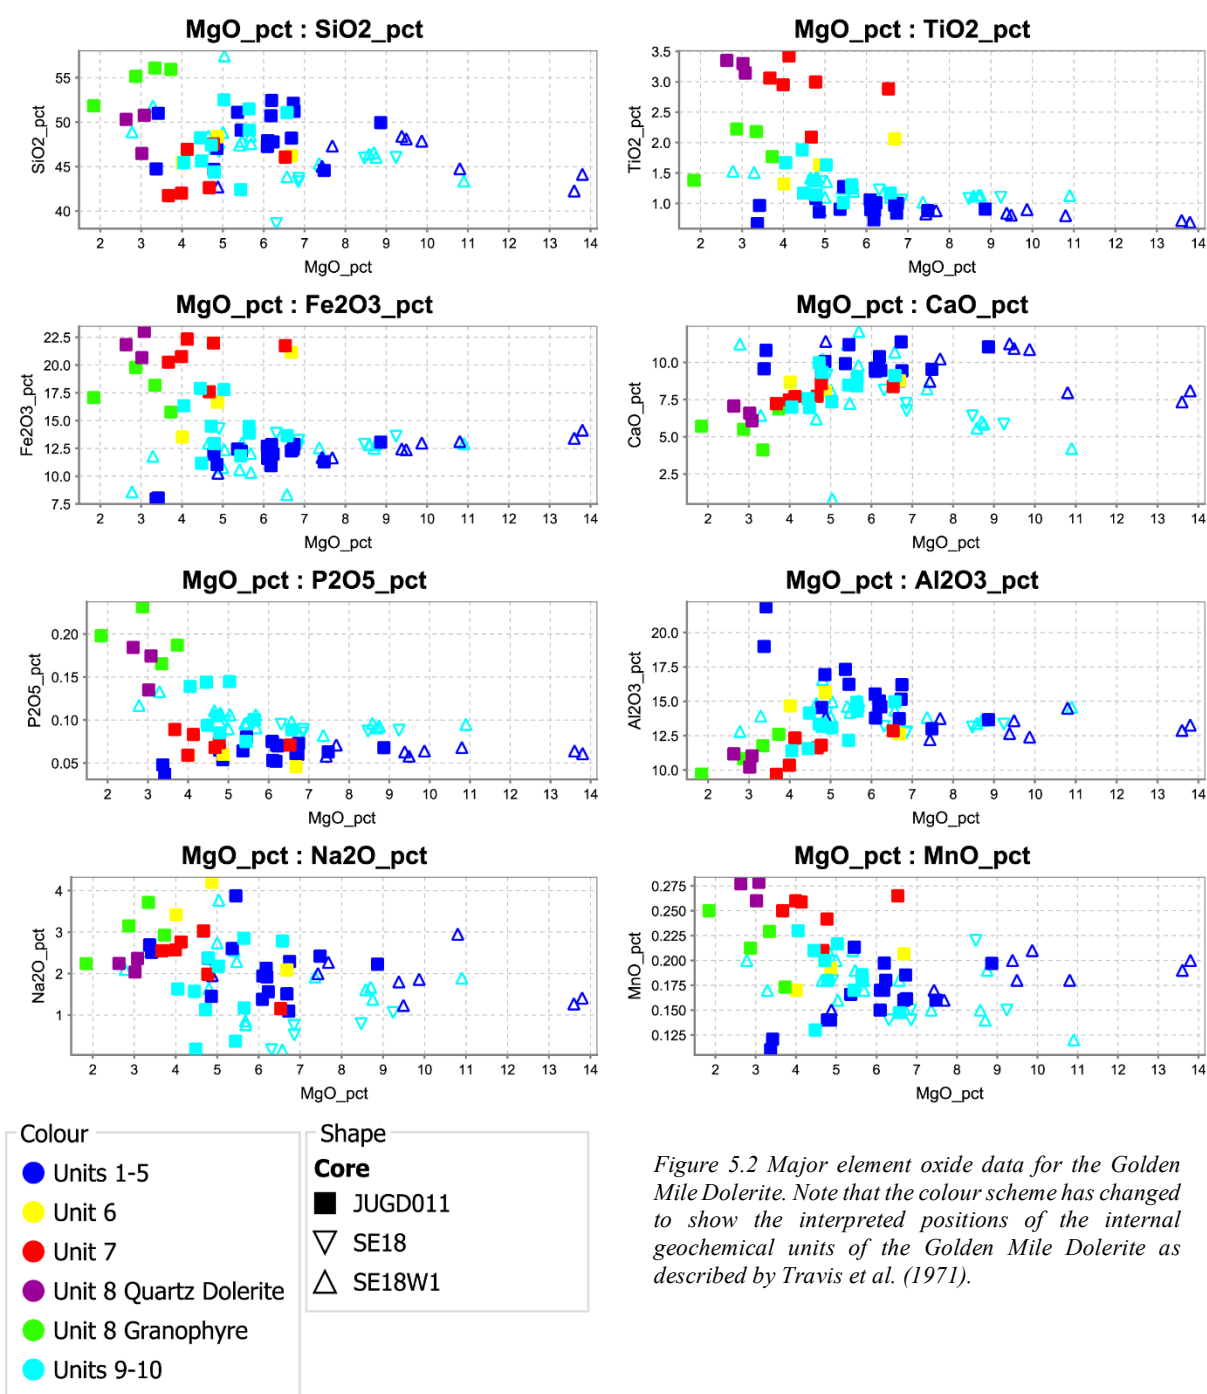 MgO_pct : SiO2_pct
SiO2_pct
55
50
45
40
2 3 4 5 6 7 8 9 10 11 12 13 14
MgO_pct
MgO_pct : TiO2_pct
TiO2_pct
3.5
3.0
2.5
2.0
1.5
1.0
2 3 4 5 6 7 8 9 10 11 12 13 14
MgO_pct
MgO_pct : Fe2O3_pct
Fe2O3_pct
22.5
20.0
17.5
15.0
12.5
10.0
7.5
2 3 4 5 6 7 8 9 10 11 12 13 14
MgO_pct
MgO_pct : CaO_pct
CaO_pct
10.0
7.5
5.0
2.5
2 3 4 5 6 7 8 9 10 11 12 13 14
MgO_pct
MgO_pct : P2O5_pct
P2O5_pct
0.20
0.15
0.10
0.05
2 3 4 5 6 7 8 9 10 11 12 13 14
MgO_pct
MgO_pct : Al2O3_pct
Al2O3_pct
20.0
17.5
15.0
12.5
10.0
2 3 4 5 6 7 8 9 10 11 12 13 14
MgO_pct
MgO_pct : Na2O_pct
Na2O_pct
4
3
2
1
2 3 4 5 6 7 8 9 10 11 12 13 14
MgO_pct
MgO_pct : MnO_pct
MnO_pct
0.275
0.250
0.225
0.200
0.175
0.150
0.125
2 3 4 5 6 7 8 9 10 11 12 13 14
MgO_pct
Colour
Units 1-5
Unit 6
Unit 7
Unit 8 Quartz Dolerite
Unit 8 Granophyre
Units 9-10
Shape
Core
JUGD011
SE18
SE18W1
Figure 5.2 Major element oxide data for the Golden
Mile Dolerite. Note that the colour scheme has changed
to show the interpreted positions of the internal
geochemical units of the Golden Mile Dolerite as
described by Travis et al. (1971).